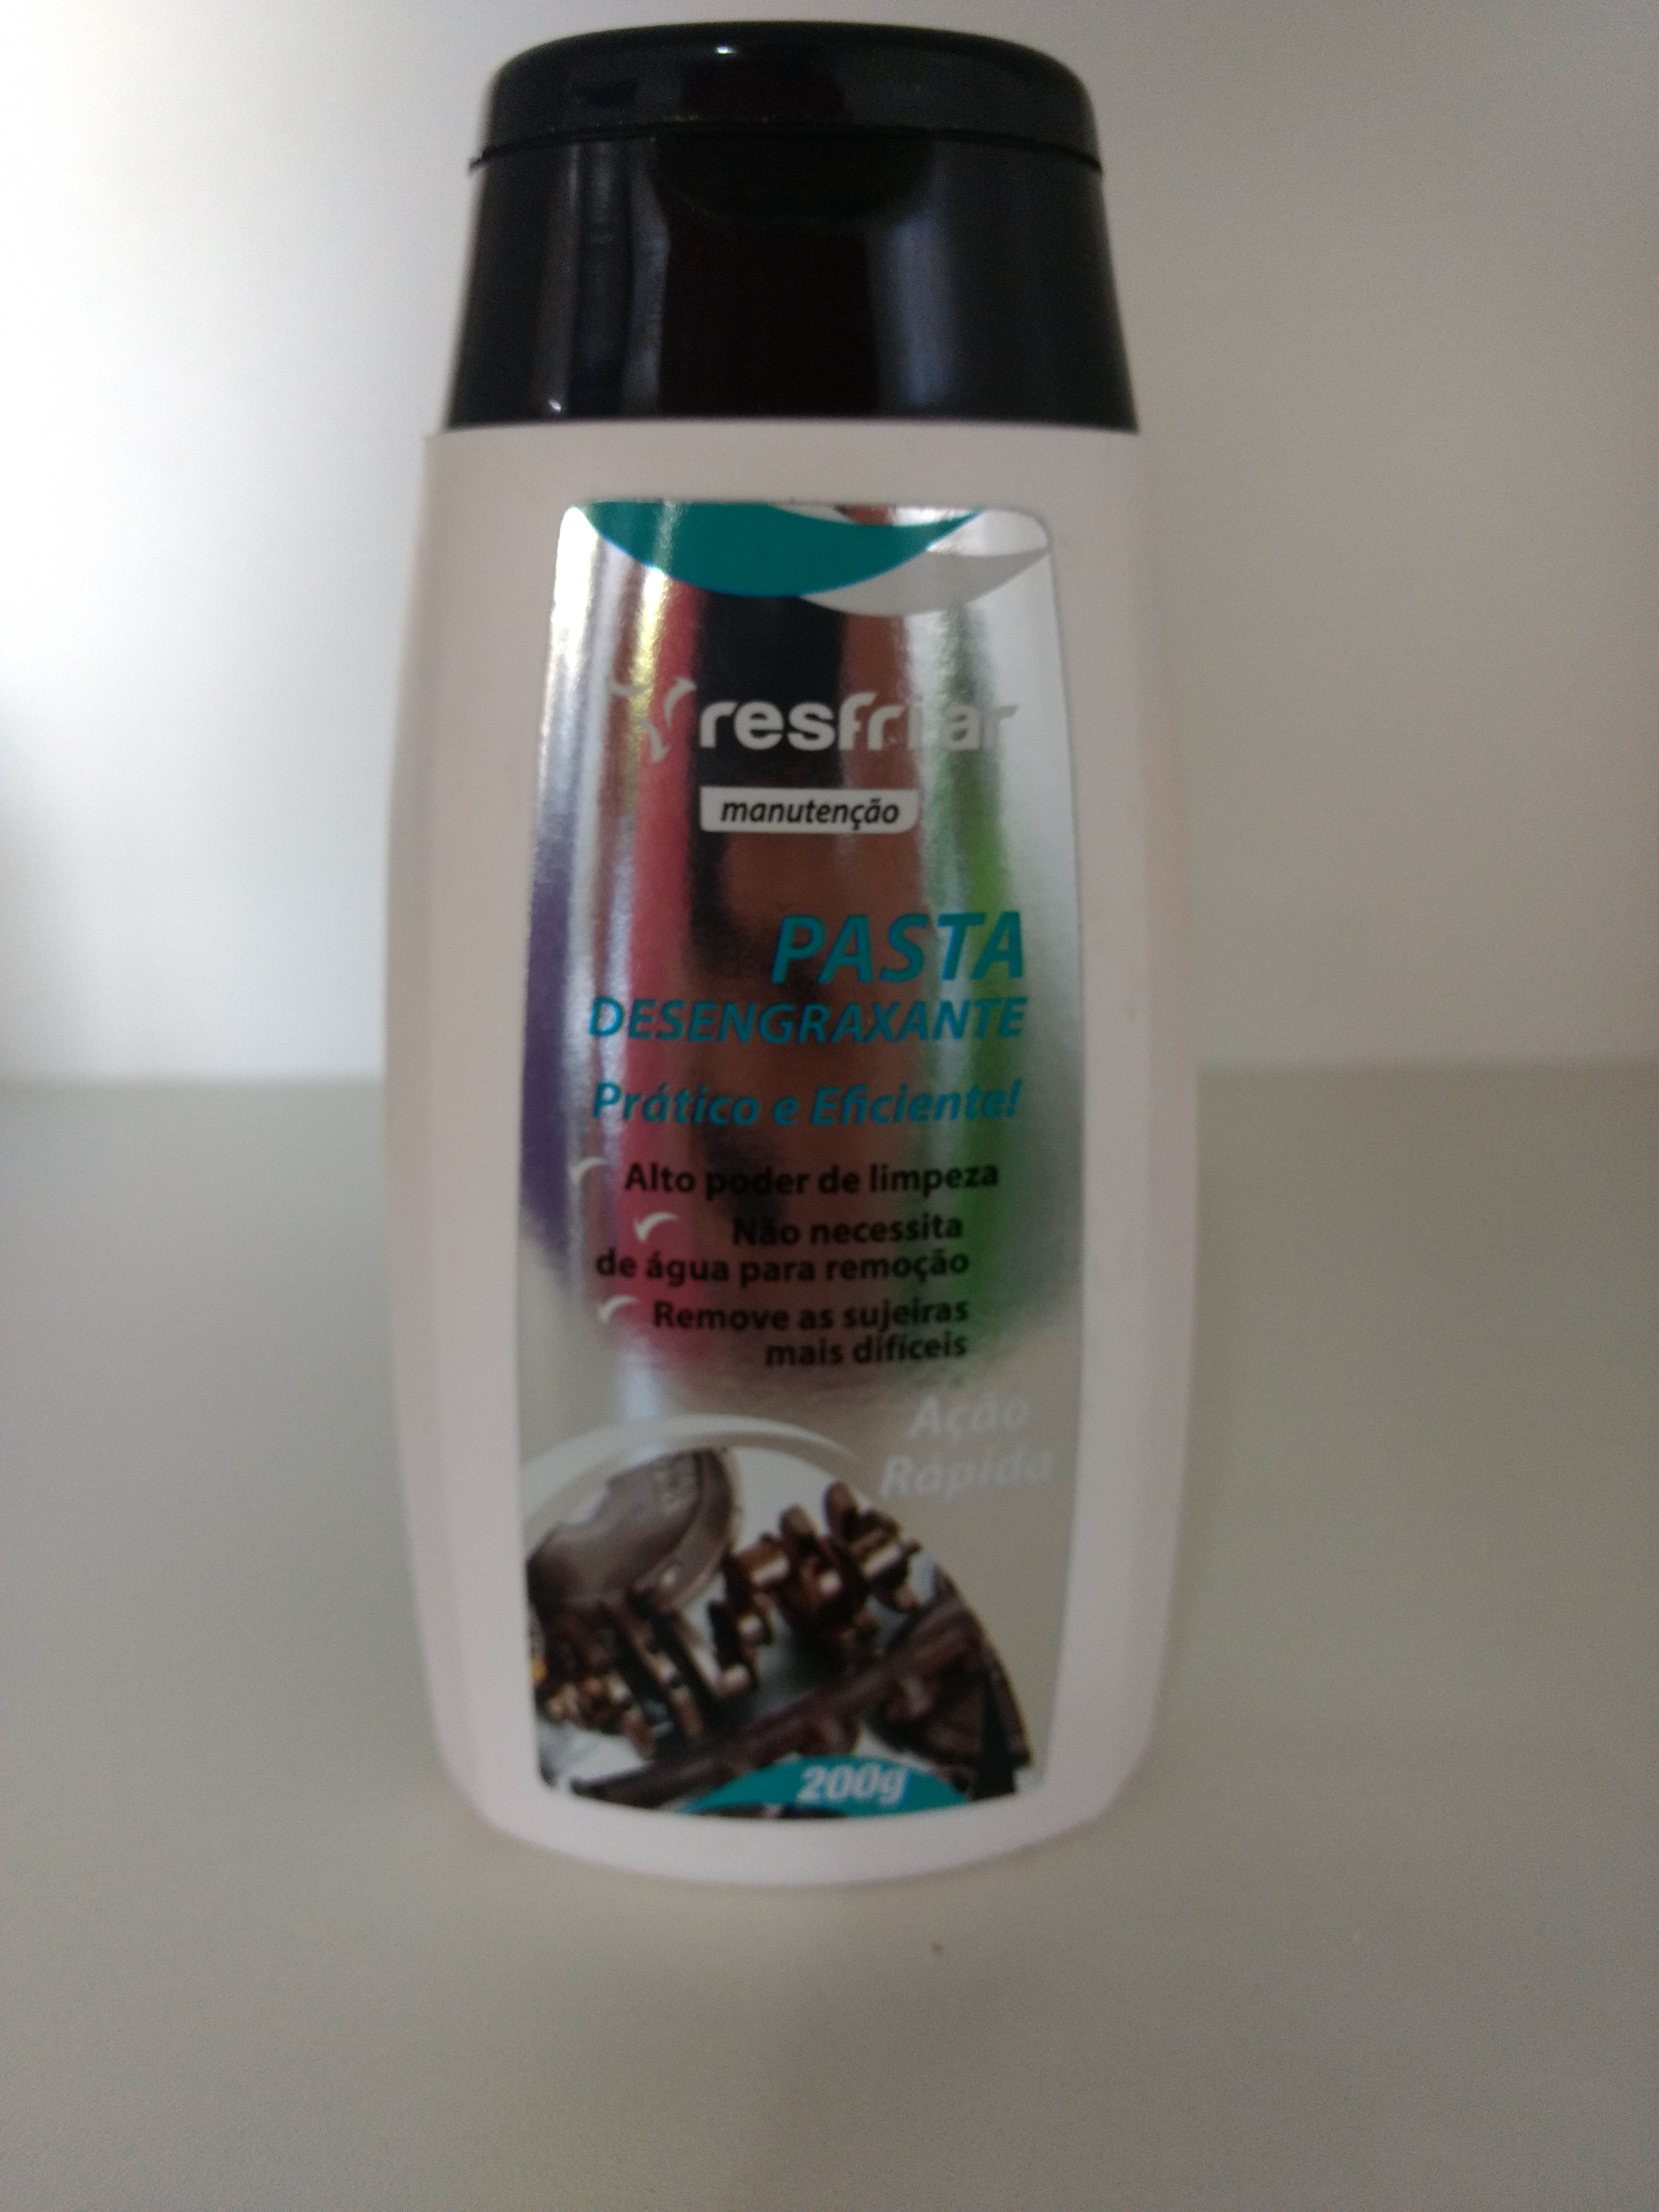 resfriar
manutenção
PASTA
DESENGRAXANTE
Prático e Eficiente!
Alto poder de limpeza
Não necessita
de água para remoção
Remove as sujeiras
mais difíceis
Ação
Rápida
200g